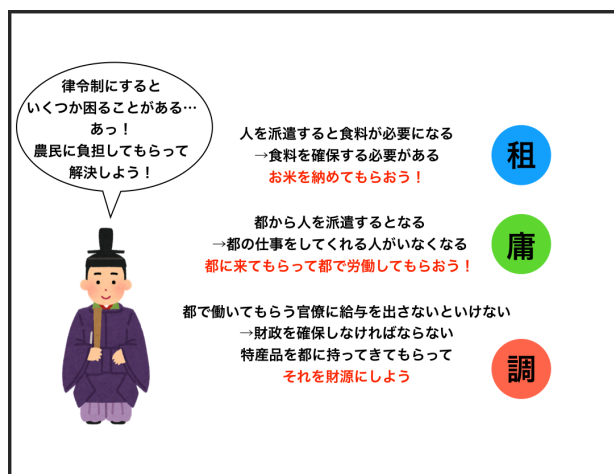 律令制にすると
いくつか困ることがある…
あっ！
農民に負担してもらって
解決しよう！
人を派遣すると食料が必要になる
→食料を確保する必要がある
お米を納めてもらおう！
租
都から人を派遣するとなる
→都の仕事をしてくれる人がいなくなる
都に来てもらって都で労働してもらおう！
庸
都で働いてもらう官僚に給与を出さないといけない
→財政を確保しなければならない
特産品を都に持ってきてもらって
それを財源にしよう
調